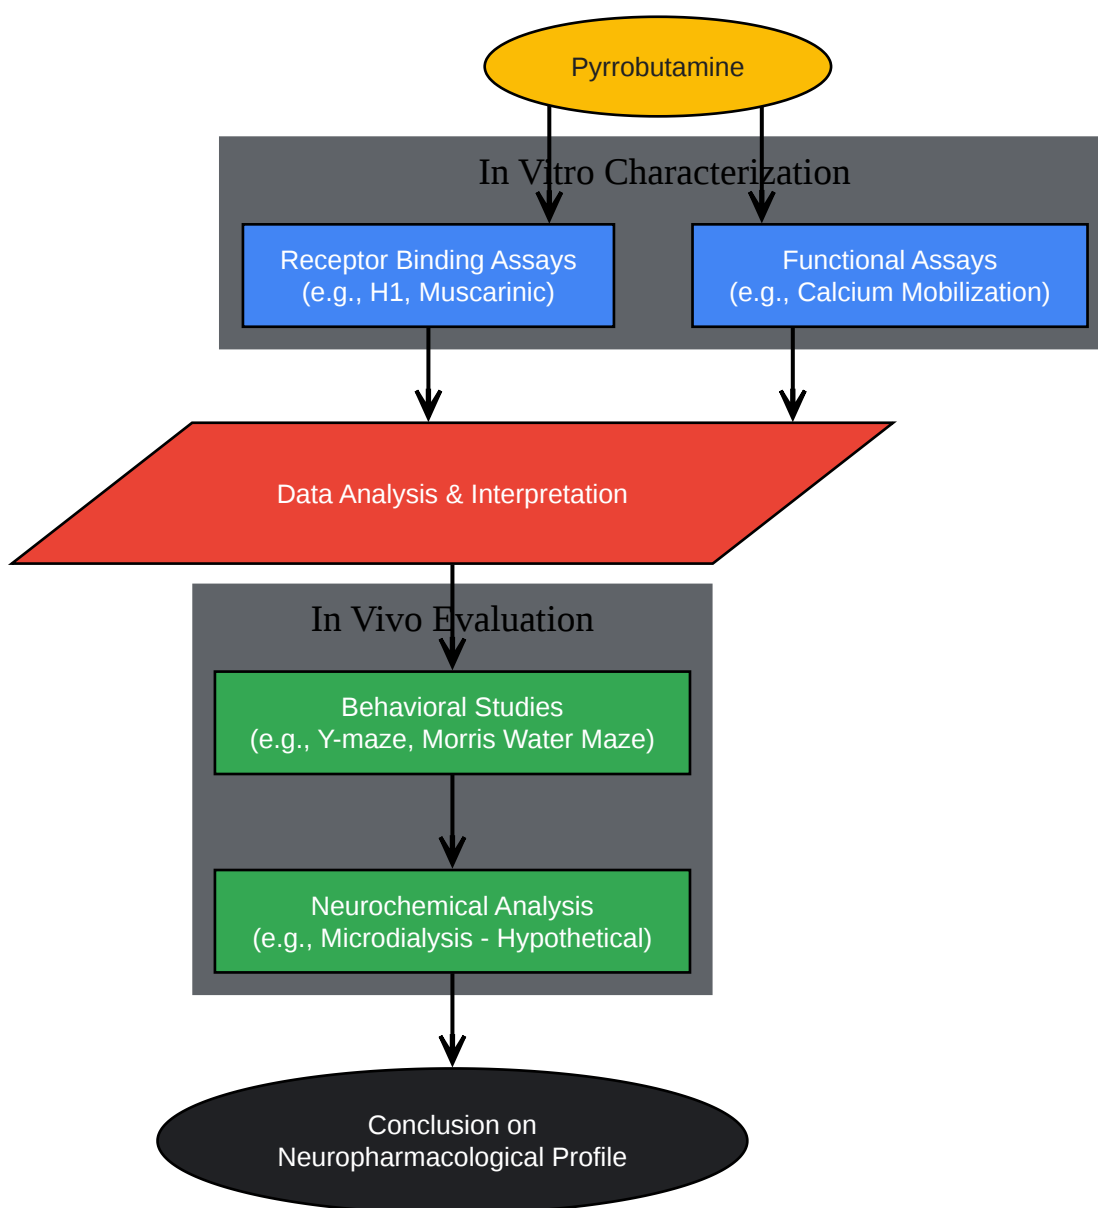 Pyrrobutamine
In Vitro Characterization
Receptor Binding Assays
(e.g., H1, Muscarinic)
Functional Assays
(e.g., Calcium Mobilization)
Data Analysis & Interpretation
In Vivo Evaluation
Behavioral Studies
(e.g., Y-maze, Morris Water Maze)
Neurochemical Analysis
(e.g., Microdialysis - Hypothetical)
Conclusion on
Neuropharmacological Profile